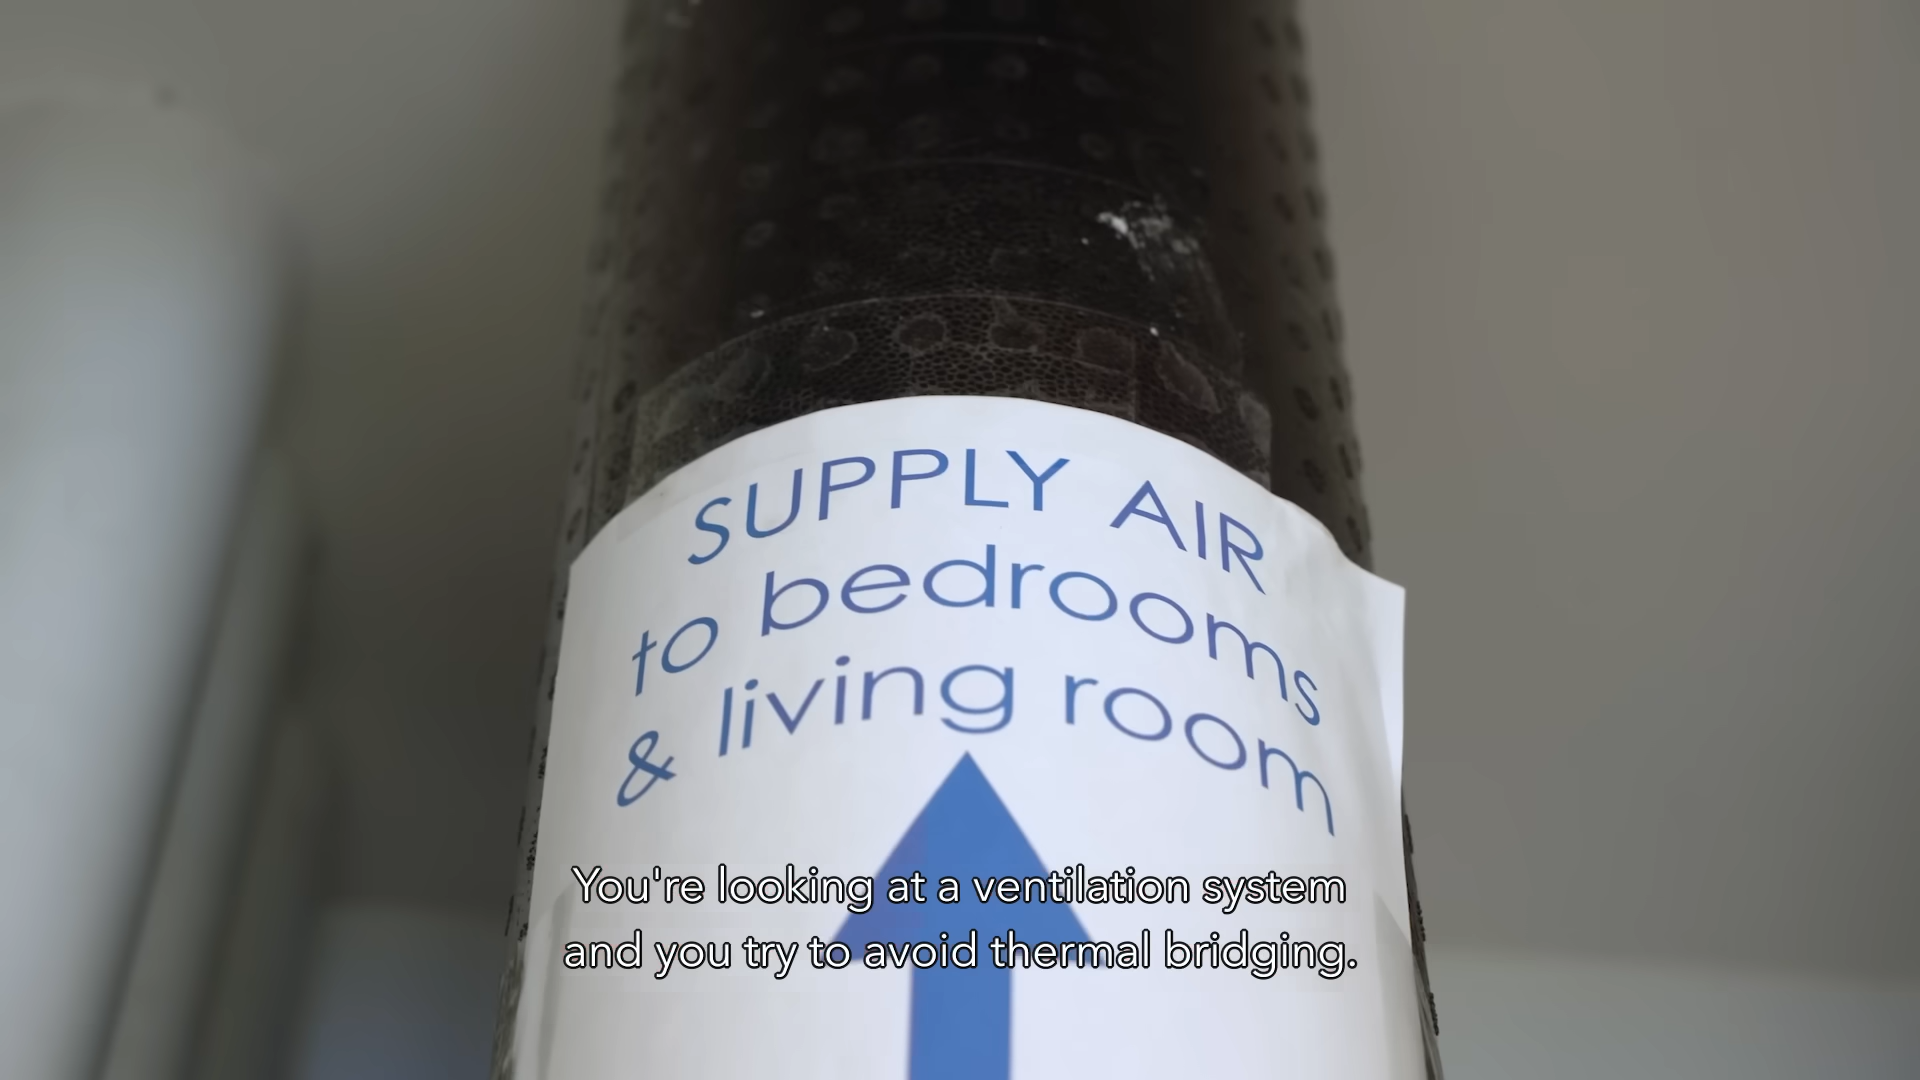 SUPPLY AIR
to bedrooms
& living room
You're looking at a ventilation system
and you try to avoid thermal bridging.